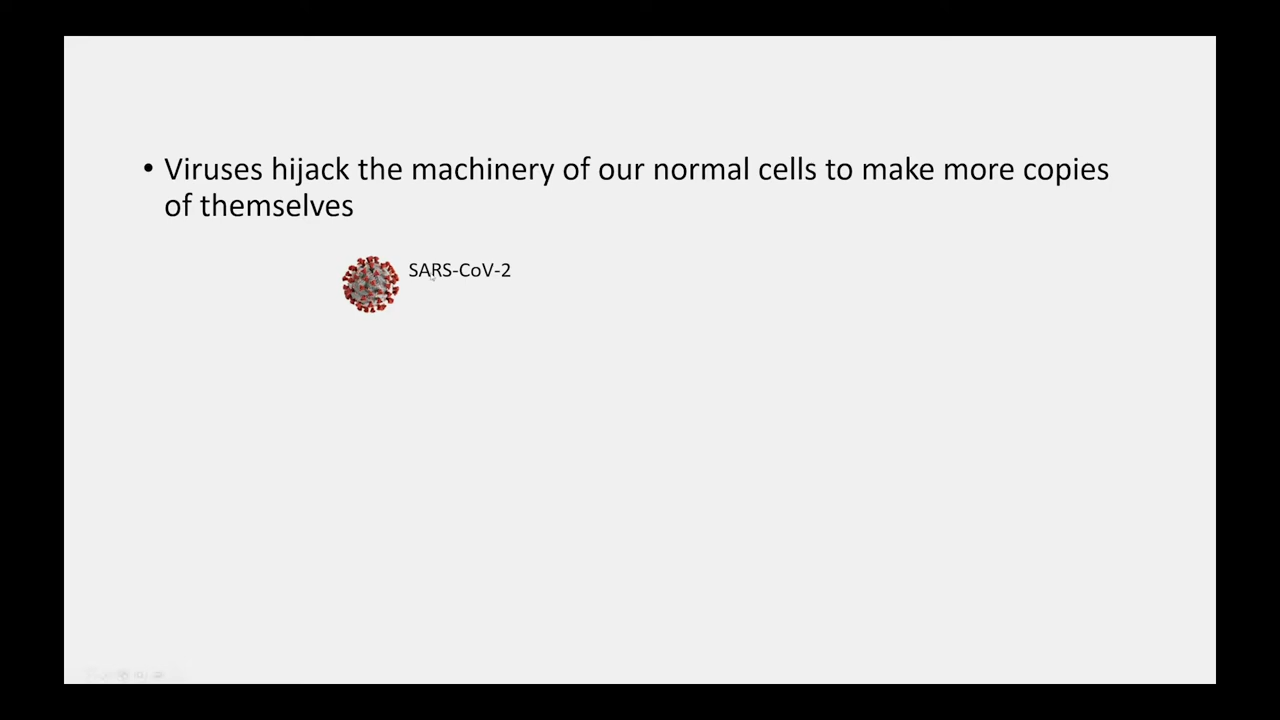 • Viruses hijack the machinery of our normal cells to make more copies
of themselves
SARS-CoV-2